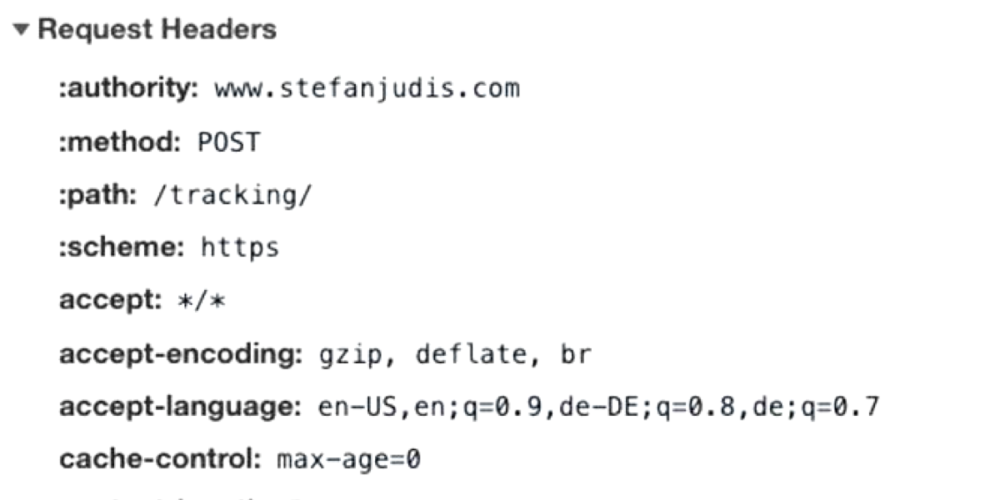 ▼ Request Headers
:authority: www.stefanjudis.com
:method: POST
:path: /tracking/
:scheme: https
accept: */*
accept-encoding: gzip, deflate, br
accept-language: en-US,en;q=0.9,de-DE;q=0.8,de;q=0.7
cache-control: max-age=0